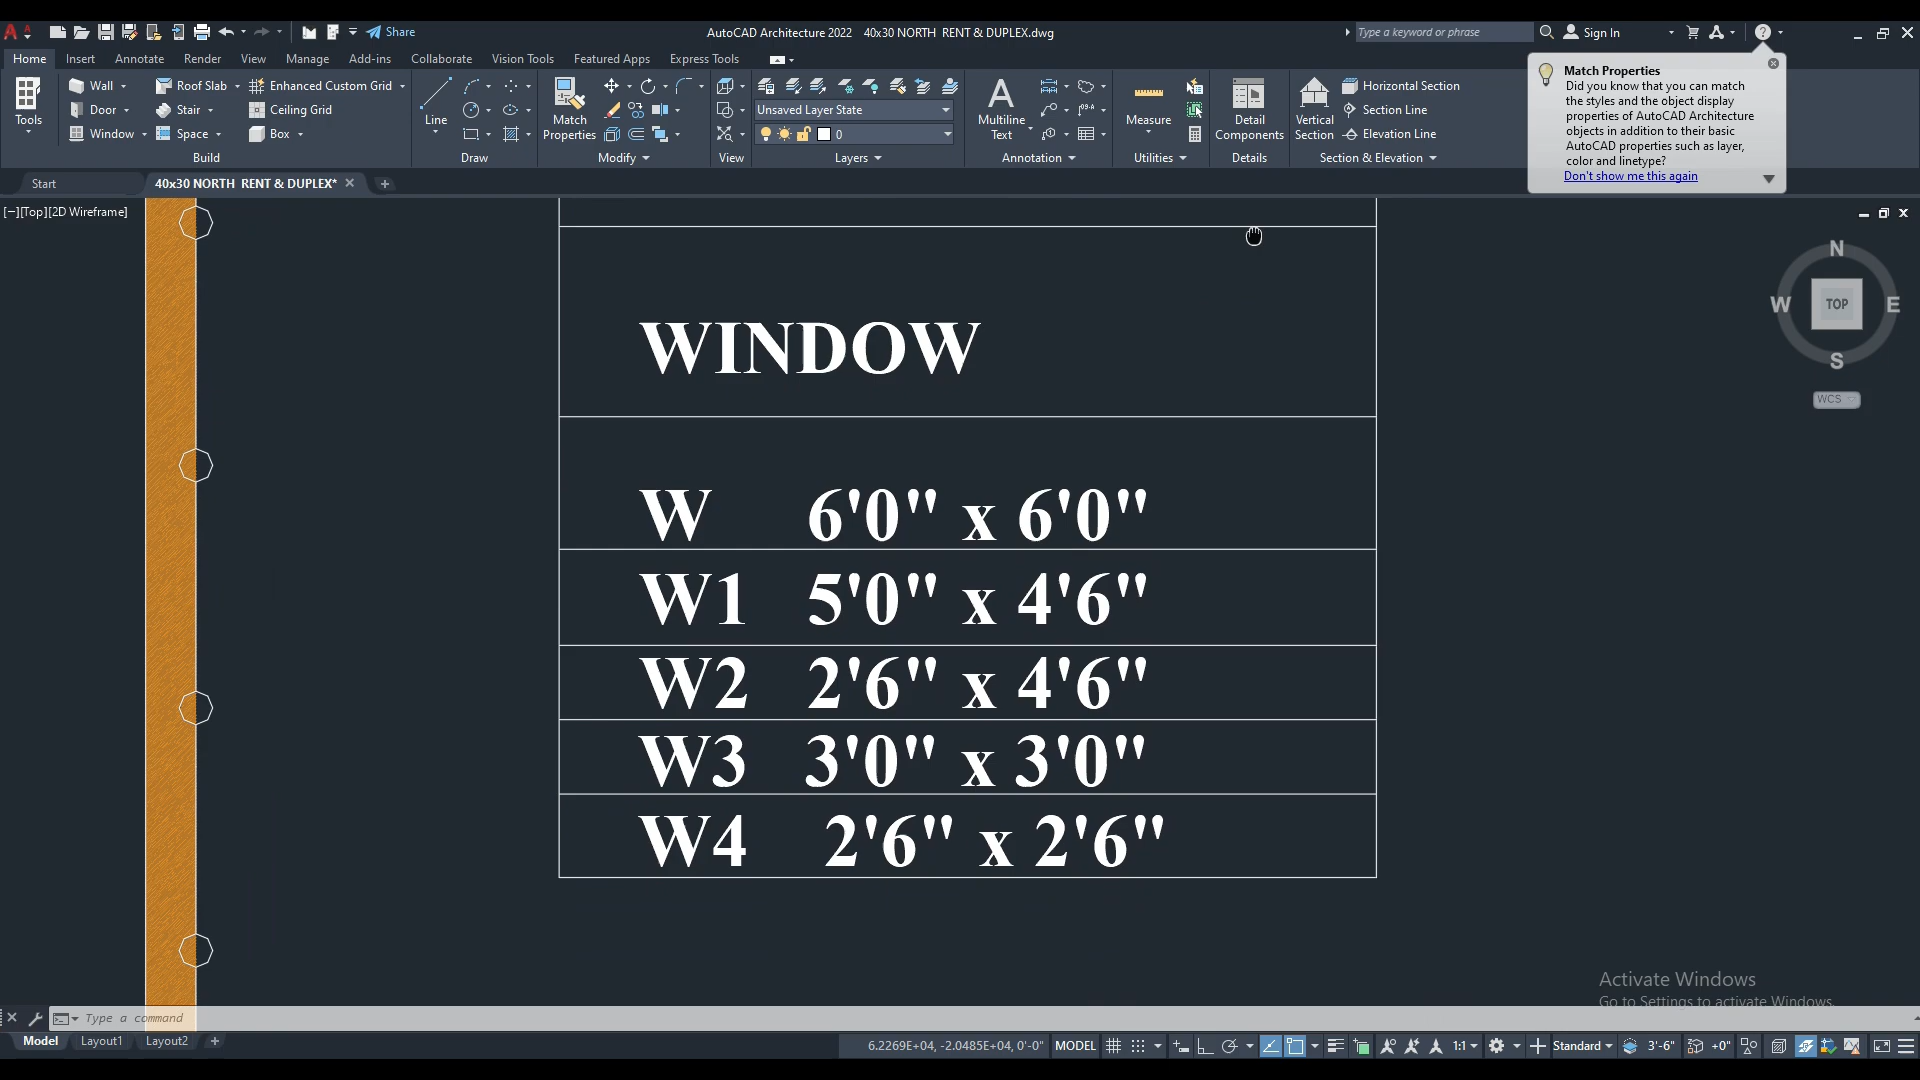 Share
AutoCAD Architecture 2022 40x30 NORTH RENT & DUPLEX.dwg
Type a keyword or phrase
Sign In
Home Insert Annotate Render View Manage Add-ins Collaborate Vision Tools Featured Apps Express Tools
Tools
Wall
Door
Window
Roof Slab
Stair
Space
Enhanced Custom Grid
Ceiling Grid
Box
Build
Line
Draw
Match Properties
Modify
View
Unsaved Layer State
0
Layers
Multiline Text
Annotation
Measure
Utilities
Detail Components
Details
Vertical Section
Horizontal Section
Section Line
Elevation Line
Section & Elevation
Match Properties
Did you know that you can match
the styles and the object display
properties of AutoCAD Architecture
objects in addition to their basic
AutoCAD properties such as layer,
color and linetype?
Don't show me this again
Start
40x30 NORTH RENT & DUPLEX*
[−][Top][2D Wireframe]
N
W TOP E
S
WCS
WINDOW
W 6'0" x 6'0"
W1 5'0" x 4'6"
W2 2'6" x 4'6"
W3 3'0" x 3'0"
W4 2'6" x 2'6"
Activate Windows
Go to Settings to activate Windows.
Type a command
Model Layout1 Layout2
6.2269E+04, -2.0485E+04, 0'-0" MODEL 1:1 Standard 3'-6" +0"